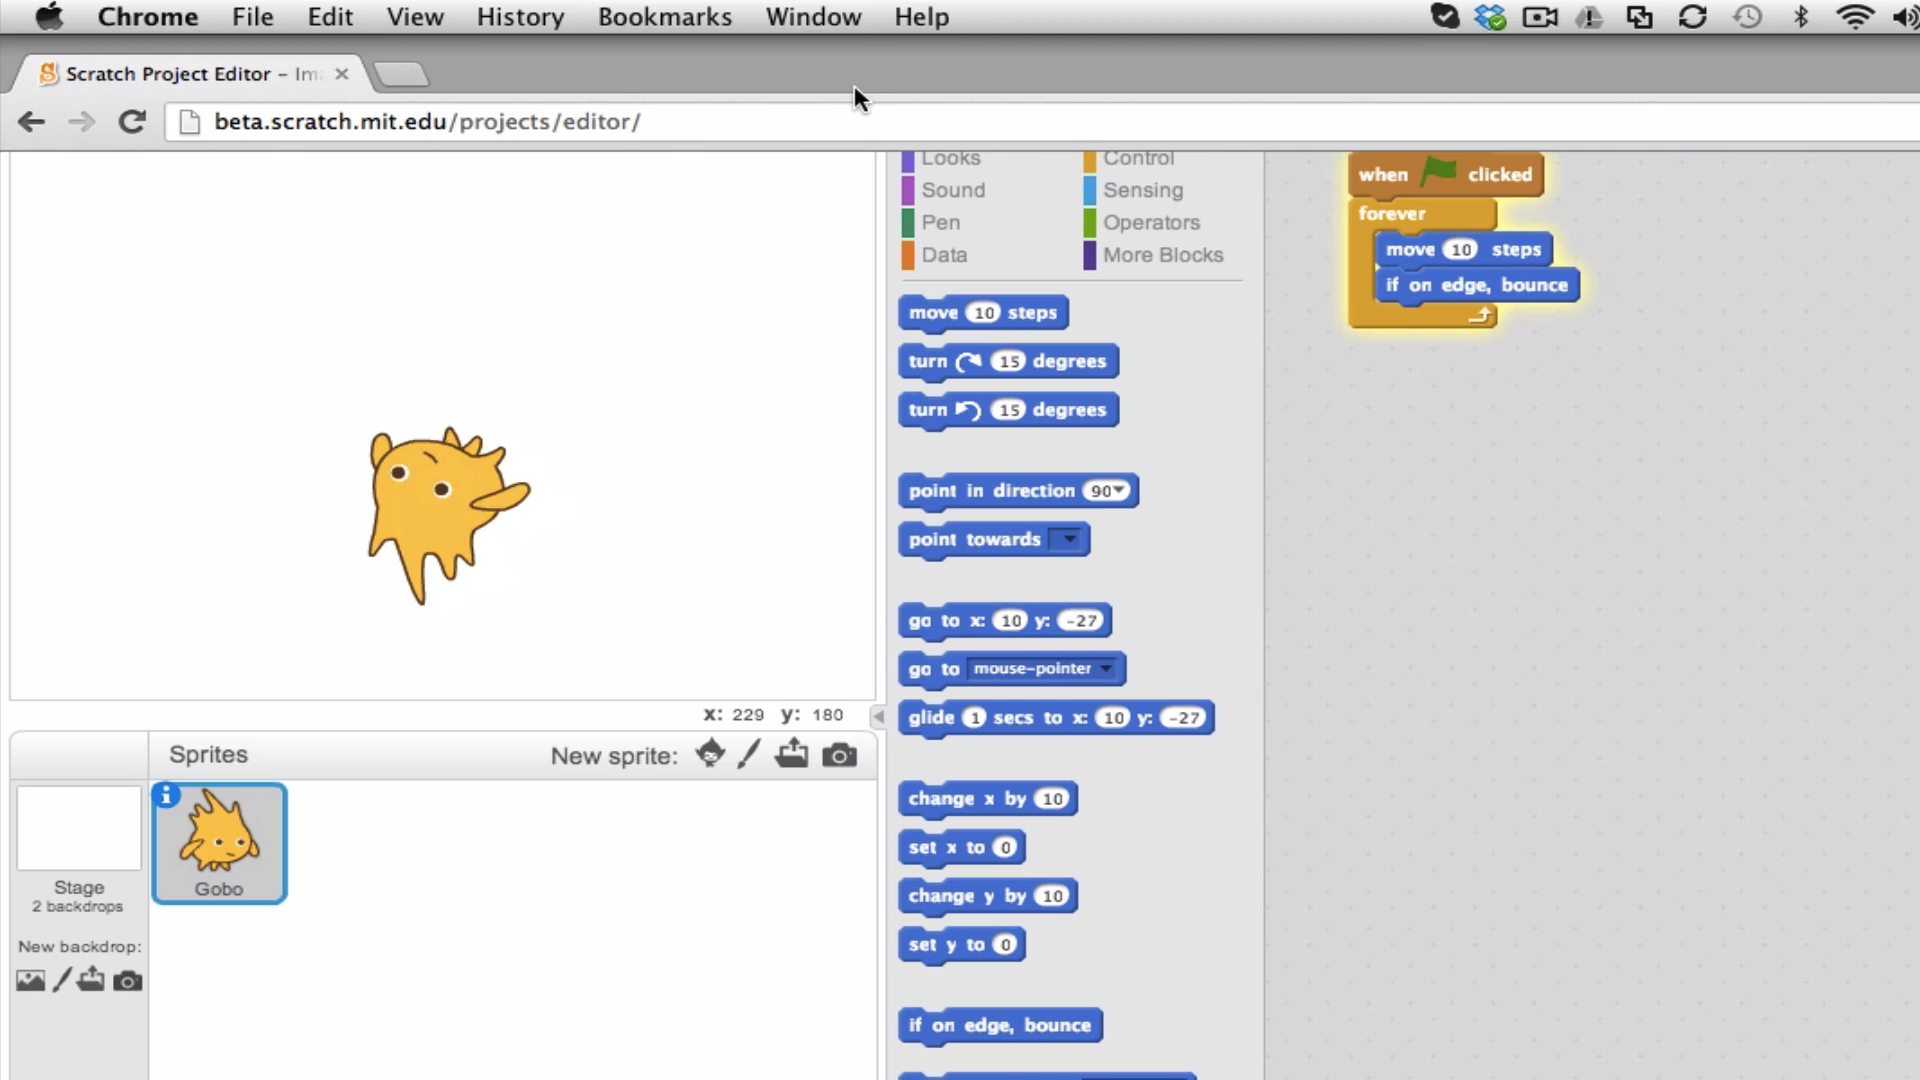 Chrome File Edit View History Bookmarks Window Help
Scratch Project Editor – Ima
beta.scratch.mit.edu/projects/editor/
Looks Control
Sound Sensing
Pen Operators
Data More Blocks
move 10 steps
turn 15 degrees
turn 15 degrees
point in direction 90
point towards
go to x: 10 y: -27
go to mouse-pointer
glide 1 secs to x: 10 y: -27
change x by 10
set x to 0
change y by 10
set y to 0
if on edge, bounce
when clicked
forever
move 10 steps
if on edge, bounce
x: 229 y: 180
Sprites New sprite:
i
Gobo
Stage
2 backdrops
New backdrop: